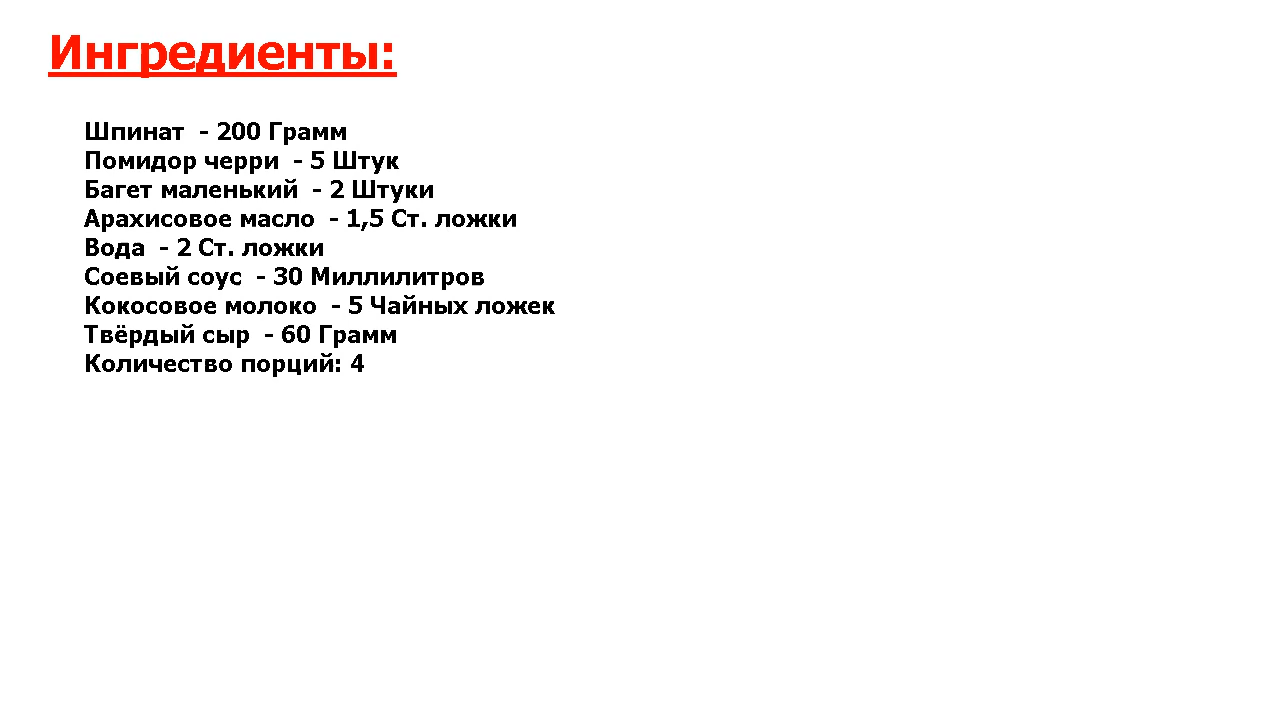 Ингредиенты:
Шпинат  - 200 Грамм
Помидор черри  - 5 Штук
Багет маленький  - 2 Штуки
Арахисовое масло  - 1,5 Ст. ложки
Вода  - 2 Ст. ложки
Соевый соус  - 30 Миллилитров
Кокосовое молоко  - 5 Чайных ложек
Твёрдый сыр  - 60 Грамм
Количество порций: 4